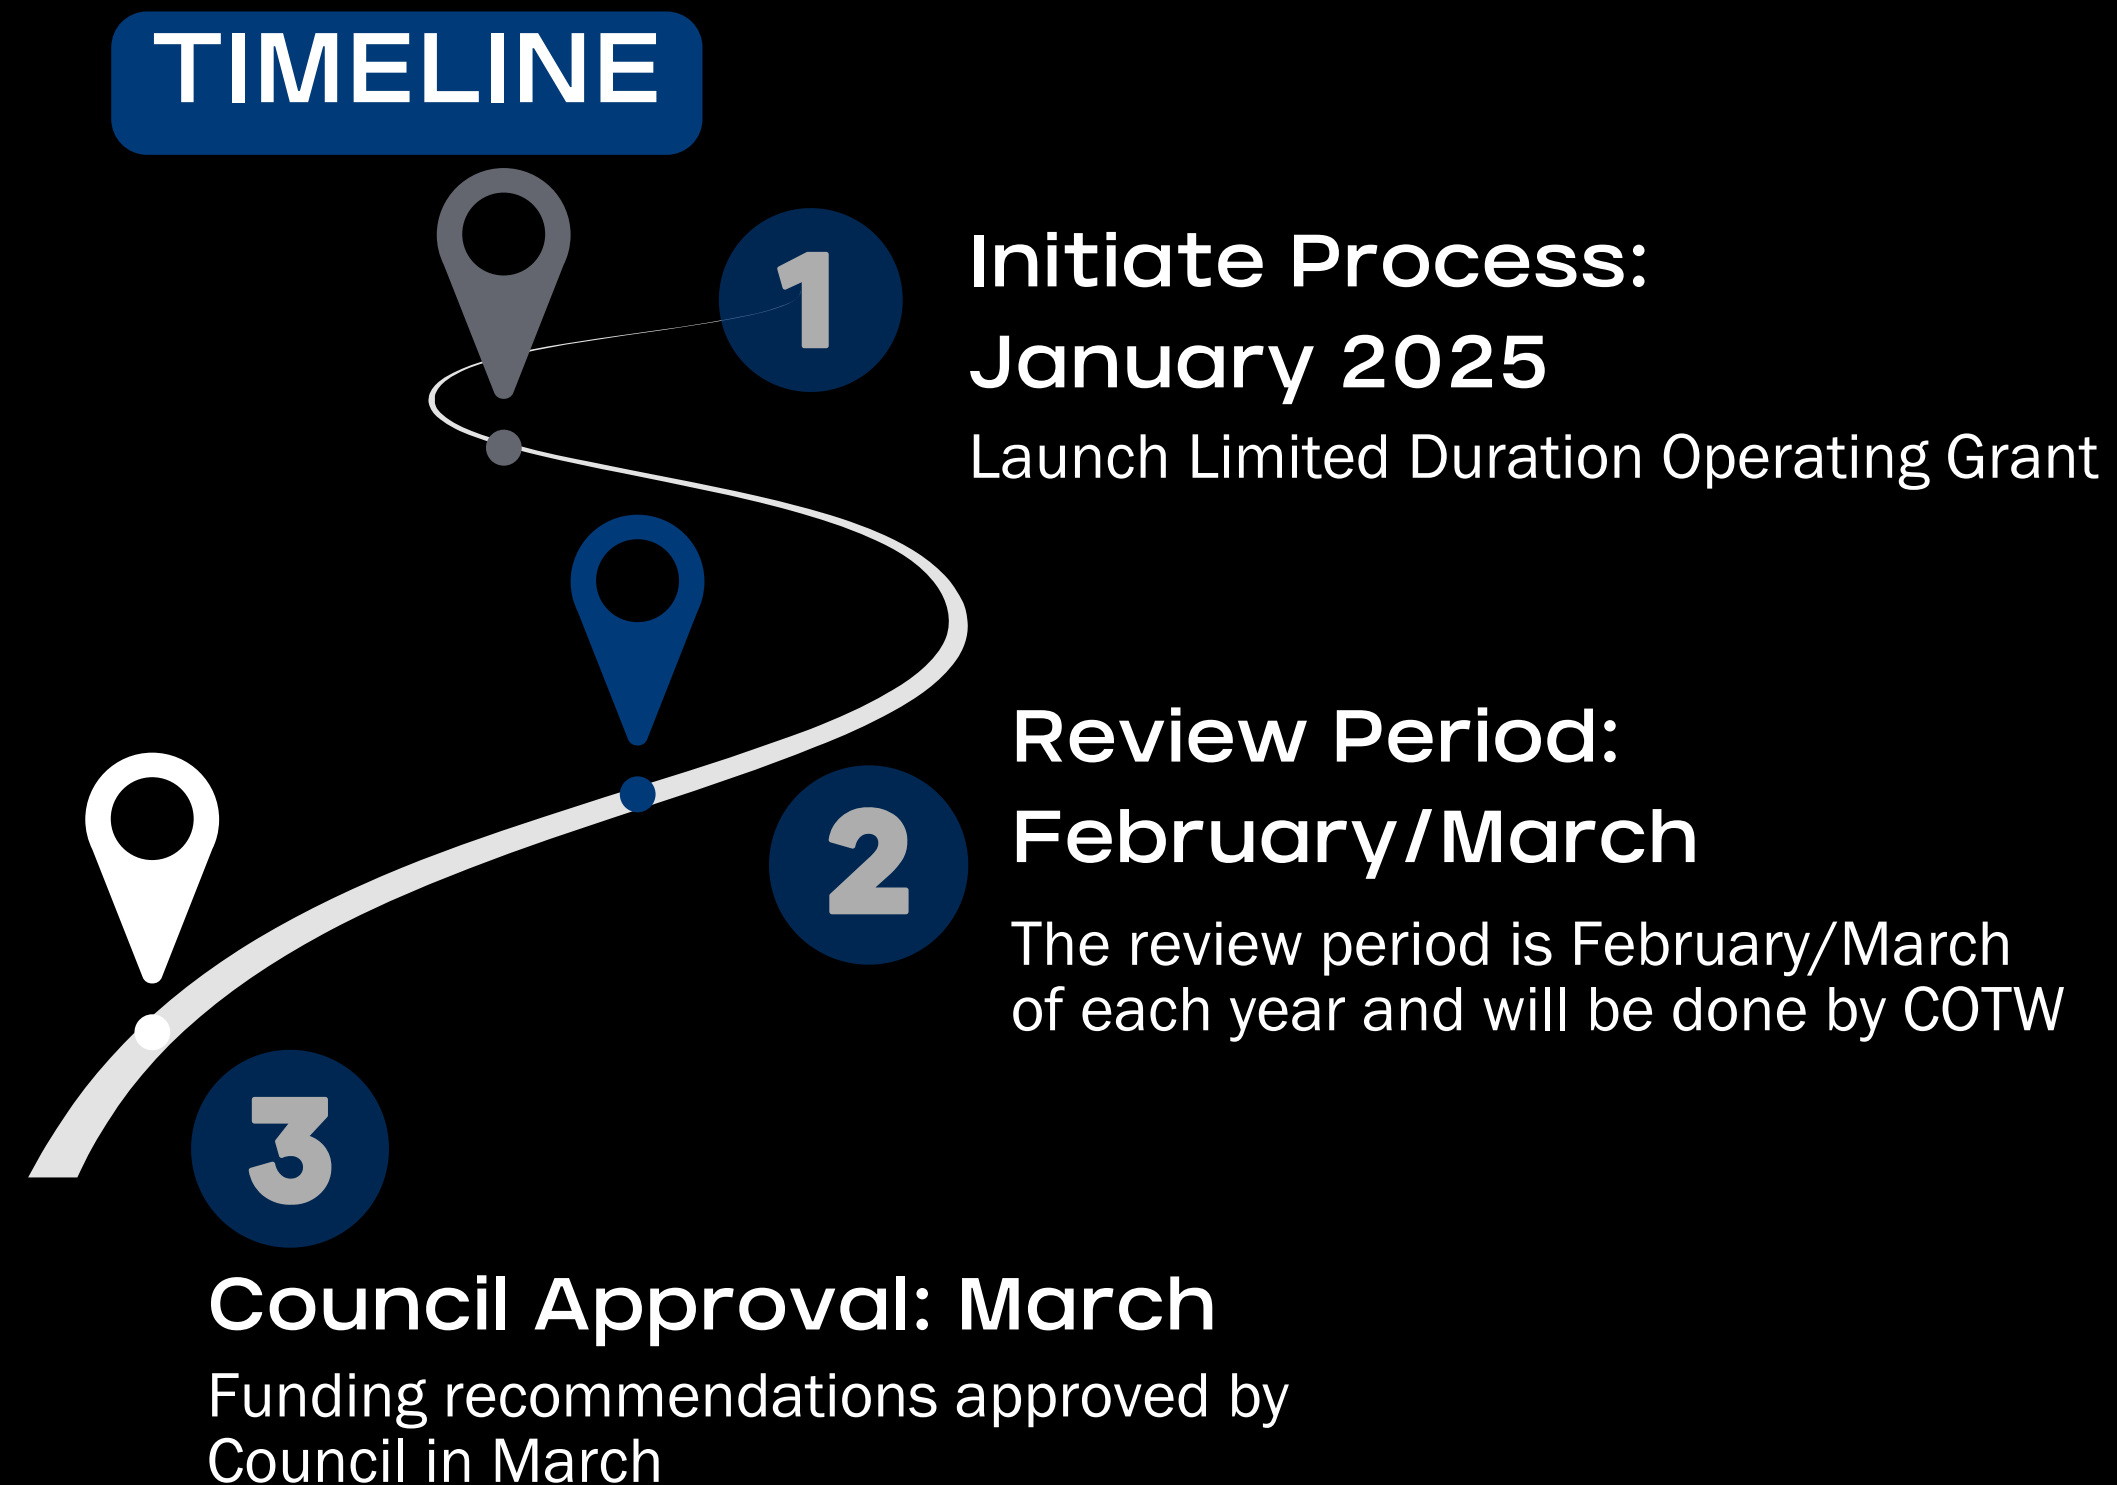 TIMELINE
1
Initiate Process:
January 2025
Launch Limited Duration Operating Grant
2
Review Period:
February/March
The review period is February/March
of each year and will be done by COTW
3
Council Approval: March
Funding recommendations approved by
Council in March